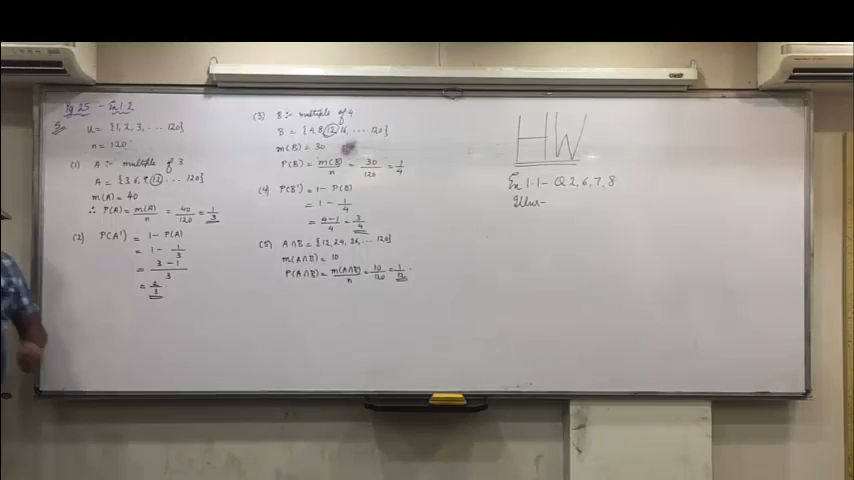 Pg 25 - Ex 1.2
5.
U = {1, 2, 3, ... 120}
n = 120
(1) A :- multiple of 3
A = {3, 6, 9, 12, ... 120}
m(A) = 40
∴ P(A) = m(A)/n = 40/120 = 1/3
(2) P(A') = 1 - P(A)
= 1 - 1/3
= 3-1/3
= 2/3
(3) B :- multiple of 4
B = {4, 8, 12, 16, ... 120}
m(B) = 30
P(B) = m(B)/n = 30/120 = 1/4
(4) P(B') = 1 - P(B)
= 1 - 1/4
= 4-1/4 = 3/4
(5) A∩B = {12, 24, 36, ... 120}
m(A∩B) = 10
P(A∩B) = m(A∩B)/n = 10/120 = 1/12
HW
Ex 1.1 - Q 2, 6, 7, 8
Illus-